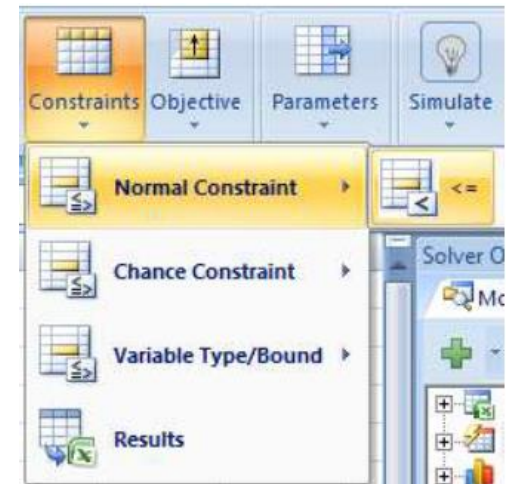 Constraints Objective Parameters Simulate
Normal Constraint <=
Chance Constraint
Solver O
Mo
Variable Type/Bound
Results